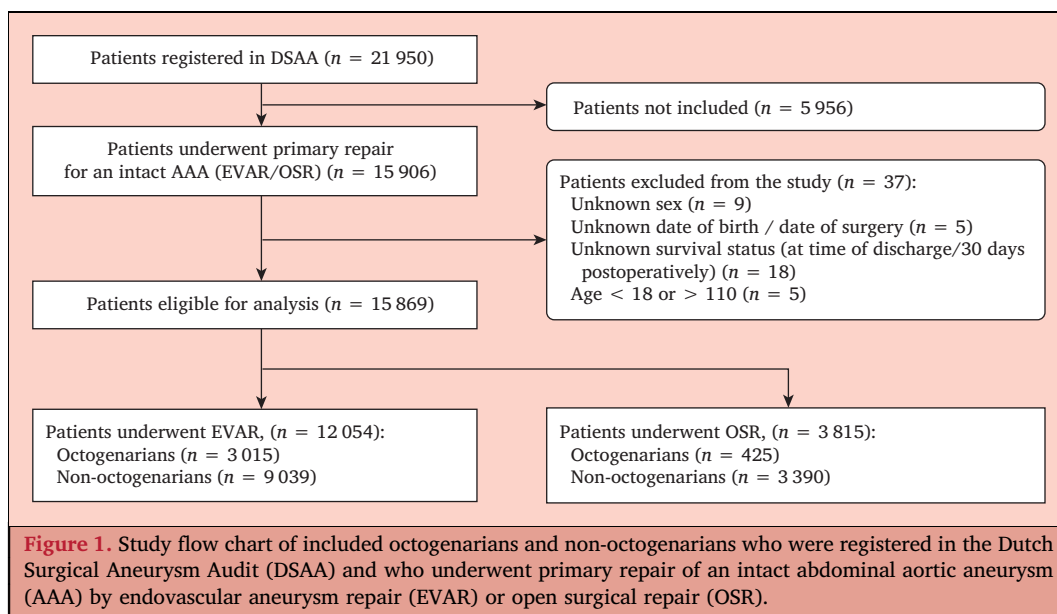 Patients registered in DSAA (n = 21 950)
Patients not included (n = 5 956)
Patients underwent primary repair
for an intact AAA (EVAR/OSR) (n = 15 906)
Patients excluded from the study (n = 37):
Unknown sex (n = 9)
Unknown date of birth / date of surgery (n = 5)
Unknown survival status (at time of discharge/30 days
postoperatively) (n = 18)
Age < 18 or > 110 (n = 5)
Patients eligible for analysis (n = 15 869)
Patients underwent EVAR, (n = 12 054):
Octogenarians (n = 3 015)
Non-octogenarians (n = 9 039)
Patients underwent OSR, (n = 3 815):
Octogenarians (n = 425)
Non-octogenarians (n = 3 390)
Figure 1. Study flow chart of included octogenarians and non-octogenarians who were registered in the Dutch
Surgical Aneurysm Audit (DSAA) and who underwent primary repair of an intact abdominal aortic aneurysm
(AAA) by endovascular aneurysm repair (EVAR) or open surgical repair (OSR).